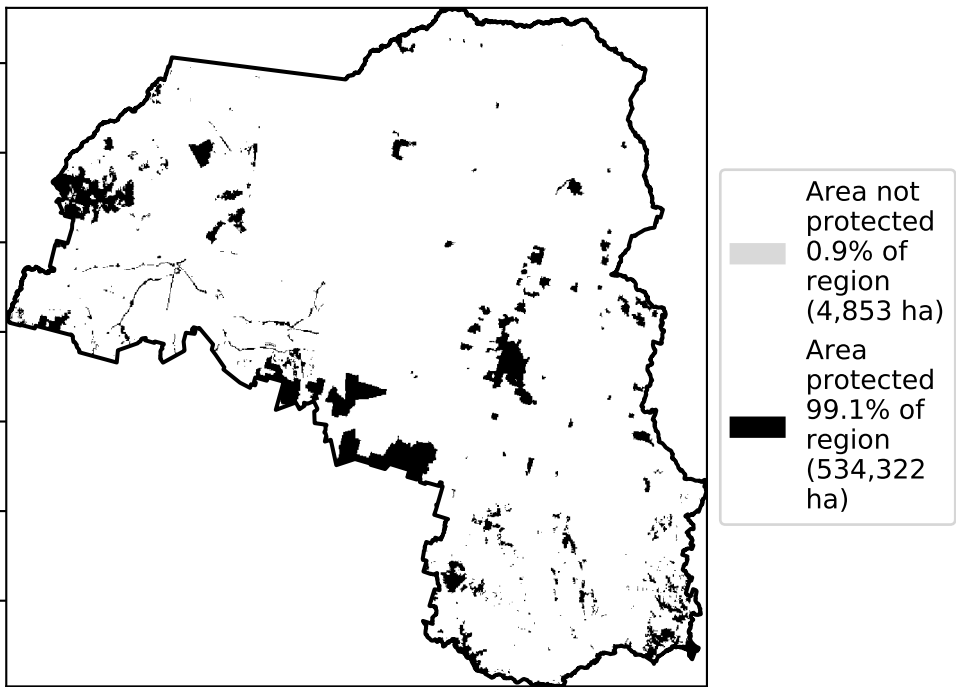 Area not
protected
0.9% of
region
(4,853 ha)
Area
protected
99.1% of
region
(534,322
ha)